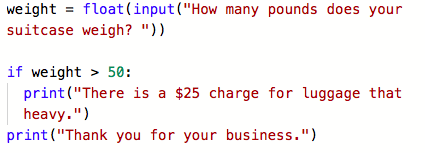 weight = float(input("How many pounds does your
suitcase weigh? "))
if weight > 50:
print("There is a $25 charge for luggage that
heavy.")
print("Thank you for your business.")